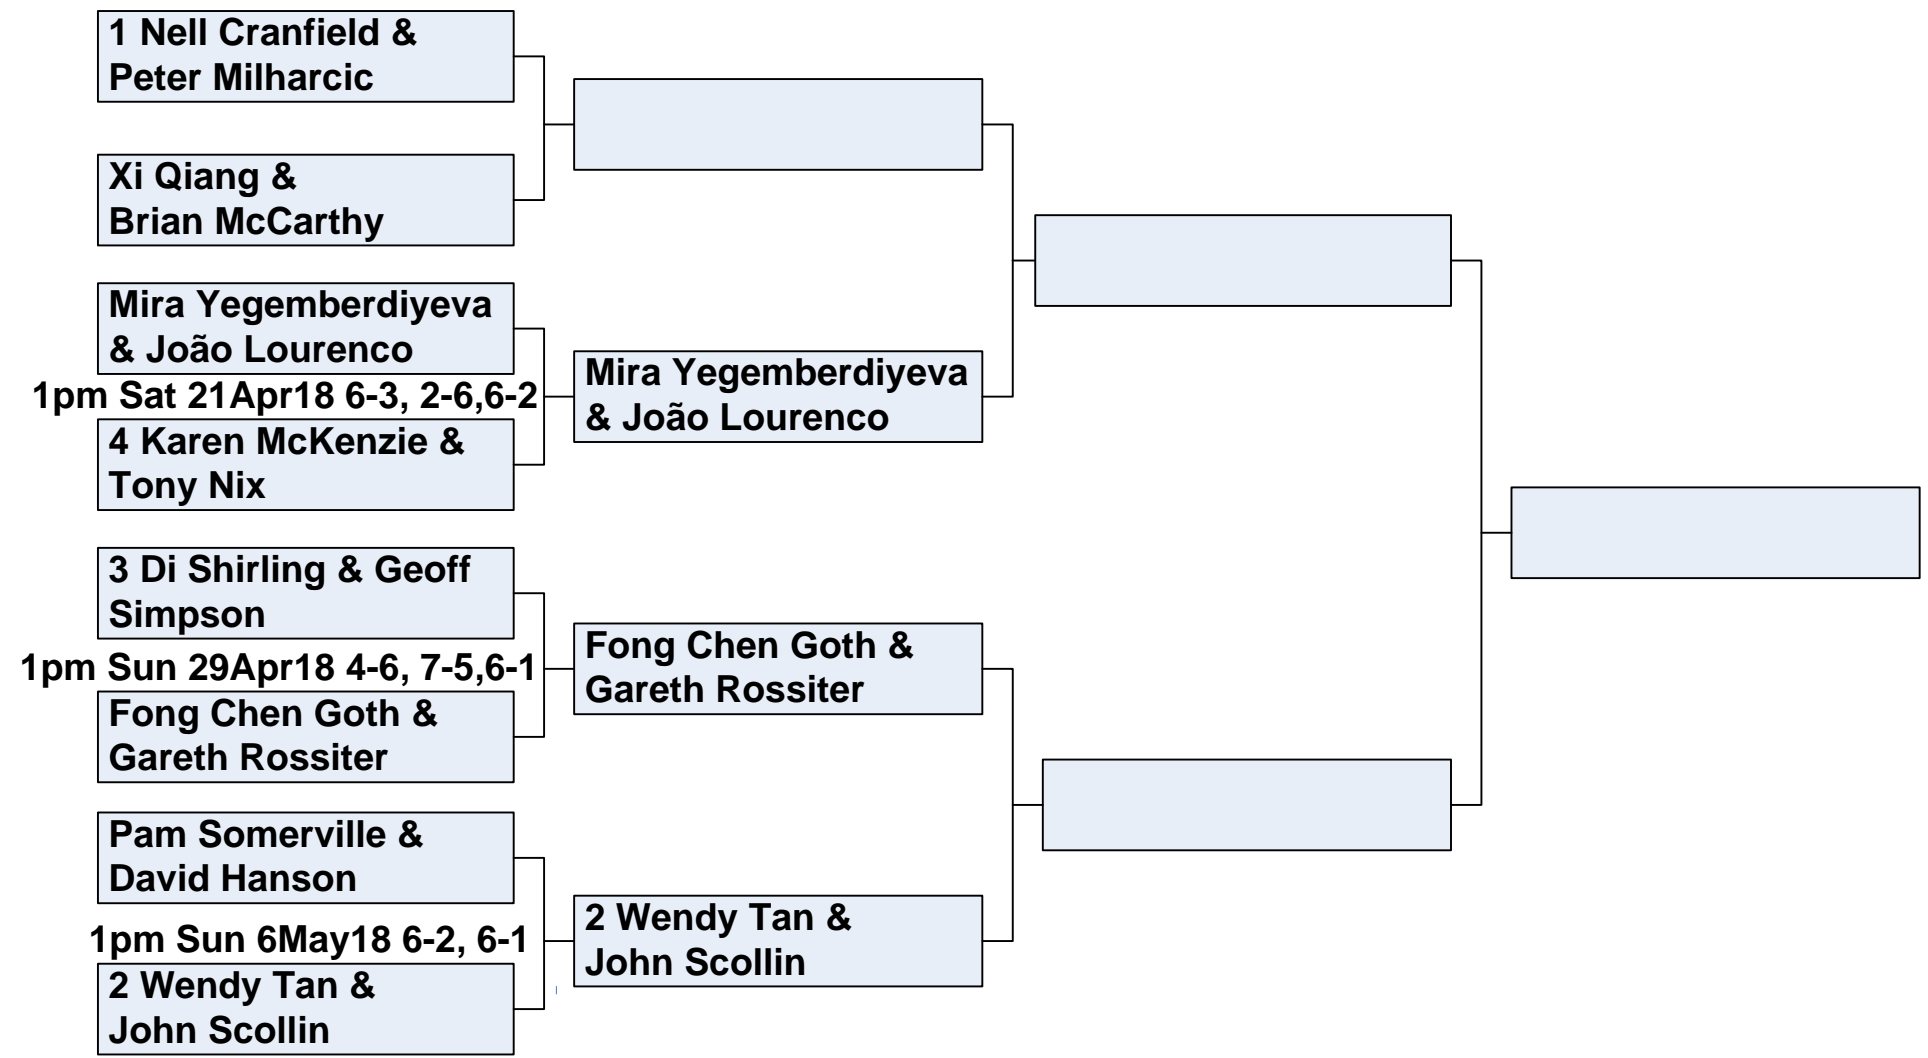 1 Nell Cranfield &
Peter Milharcic
Xi Qiang &
Brian McCarthy
Mira Yegemberdiyeva
& João Lourenco
1pm Sat 21Apr18 6-3, 2-6,6-2
4 Karen McKenzie &
Tony Nix
Mira Yegemberdiyeva
& João Lourenco
3 Di Shirling & Geoff
Simpson
1pm Sun 29Apr18 4-6, 7-5,6-1
Fong Chen Goth &
Gareth Rossiter
Fong Chen Goth &
Gareth Rossiter
Pam Somerville &
David Hanson
1pm Sun 6May18 6-2, 6-1
2 Wendy Tan &
John Scollin
2 Wendy Tan &
John Scollin